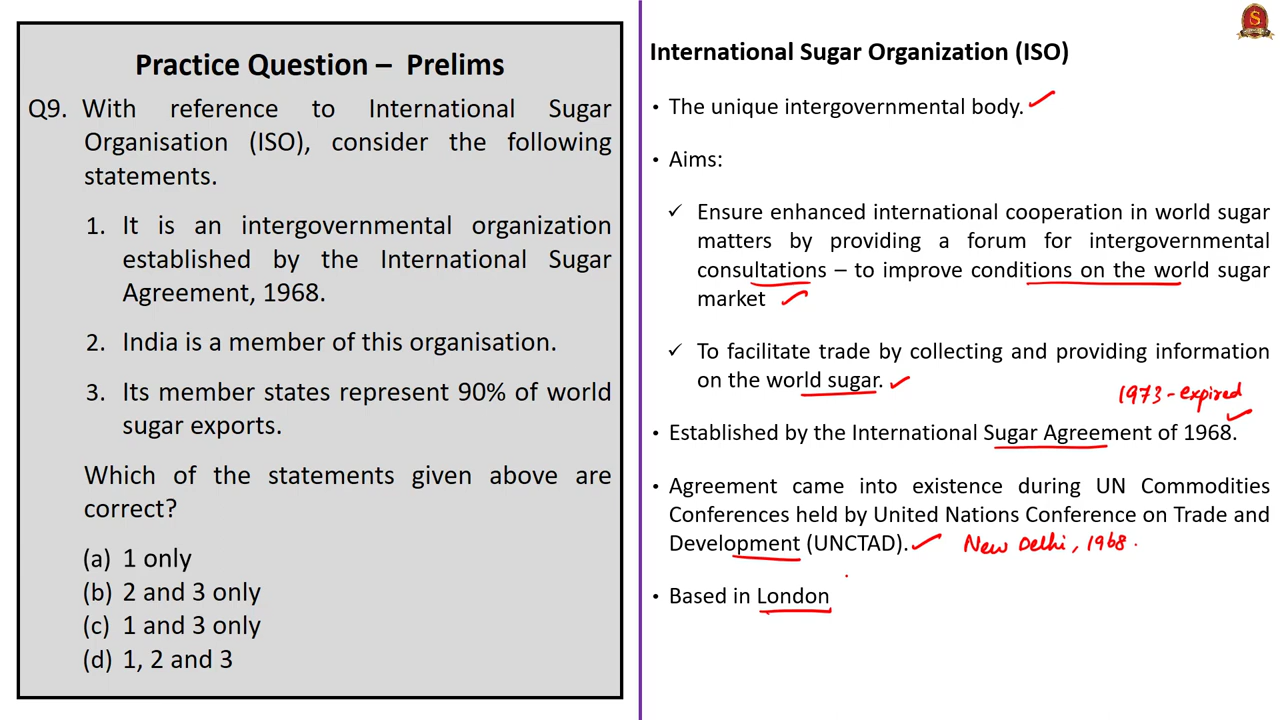 Practice Question – Prelims
Q9. With reference to International Sugar
Organisation (ISO), consider the following
statements.
1. It is an intergovernmental organization
established by the International Sugar
Agreement, 1968.
2. India is a member of this organisation.
3. Its member states represent 90% of world
sugar exports.
Which of the statements given above are
correct?
(a) 1 only
(b) 2 and 3 only
(c) 1 and 3 only
(d) 1, 2 and 3
International Sugar Organization (ISO)
• The unique intergovernmental body.
• Aims:
✓ Ensure enhanced international cooperation in world sugar
matters by providing a forum for intergovernmental
consultations – to improve conditions on the world sugar
market
✓ To facilitate trade by collecting and providing information
on the world sugar.
1973 - expired
• Established by the International Sugar Agreement of 1968.
• Agreement came into existence during UN Commodities
Conferences held by United Nations Conference on Trade and
Development (UNCTAD). New Delhi, 1968.
• Based in London